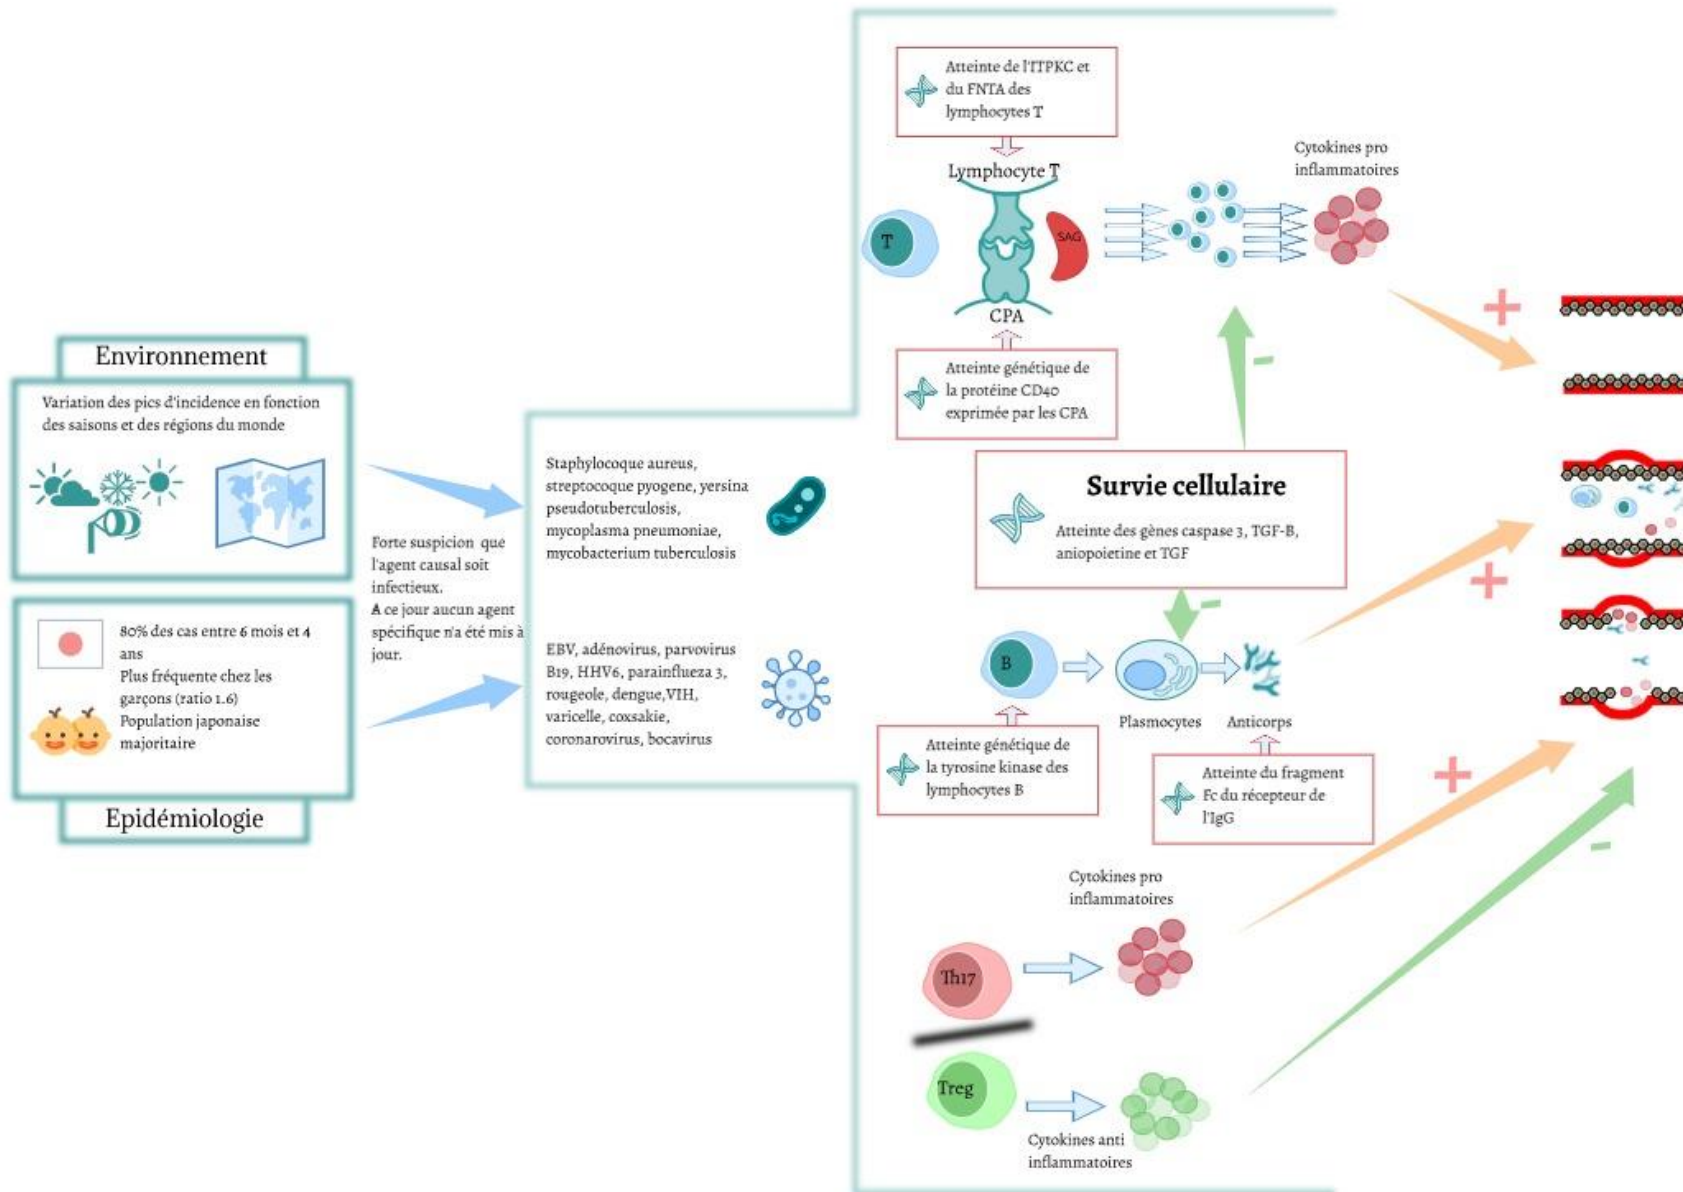 Environnement
Variation des pics d'incidence en fonction
des saisons et des régions du monde
80% des cas entre 6 mois et 4
ans
Plus fréquente chez les
garçons (ratio 1.6)
Population japonaise
majoritaire
Epidémiologie
Forte suspicion que
l'agent causal soit
infectieux.
A ce jour aucun agent
spécifique n'a été mis à
jour.
Staphylocoque aureus,
streptocoque pyogene, yersina
pseudotuberculosis,
mycoplasma pneumoniae,
mycobacterium tuberculosis
EBV, adénovirus, parvovirus
B19, HHV6, parainflueza 3,
rougeole, dengue,VIH,
varicelle, coxsakie,
coronarovirus, bocavirus
Atteinte de l'ITPKC et
du FNTA des
lymphocytes T
Lymphocyte T
T
SAG
CPA
Cytokines pro
inflammatoires
+
Atteinte génétique de
la protéine CD40
exprimée par les CPA
-
Survie cellulaire
Atteinte des gènes caspase 3, TGF-B,
aniopoietine et TGF
-
+
B
Plasmocytes
Anticorps
Atteinte génétique de
la tyrosine kinase des
lymphocytes B
Atteinte du fragment
Fc du récepteur de
l'IgG
+
-
Cytokines pro
inflammatoires
Th17
Treg
Cytokines anti
inflammatoires